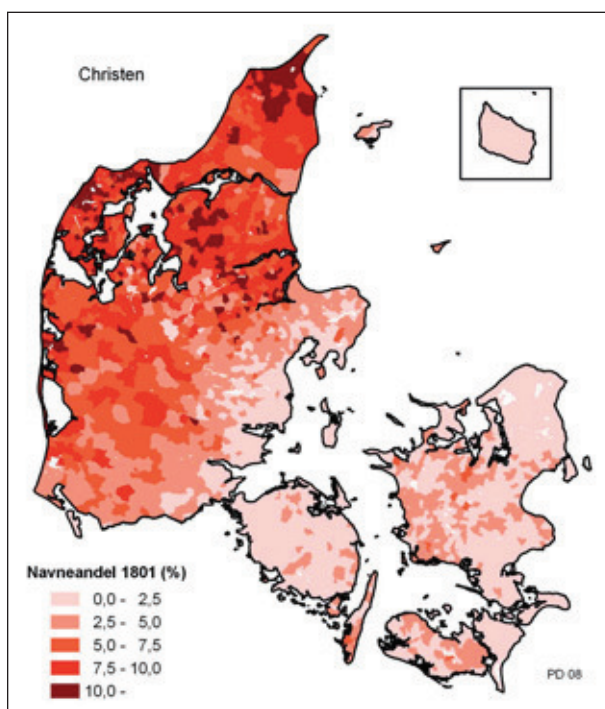 Christen
Navneandel 1801 (%)
0,0 - 2,5
2,5 - 5,0
5,0 - 7,5
7,5 - 10,0
10,0 -
PD 08